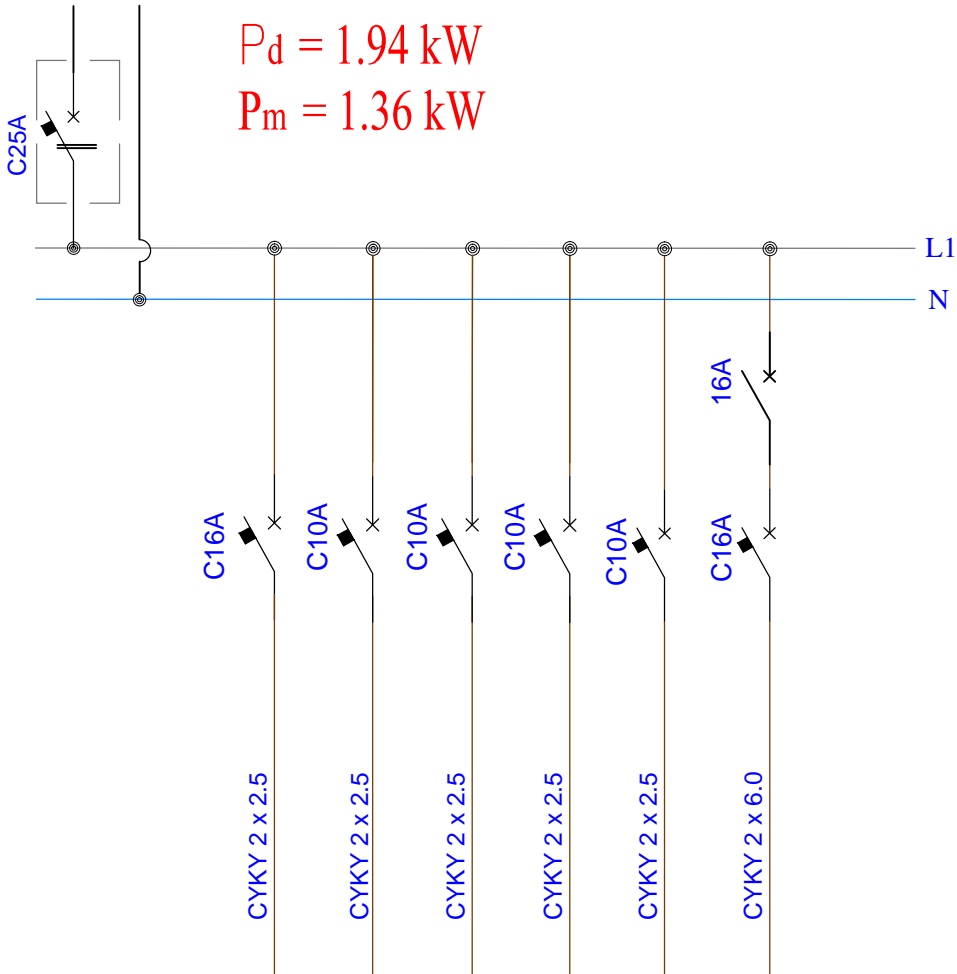 Pd = 1.94 kW
Pm = 1.36 kW
C25A
L1
N
16A
C16A
C10A
C10A
C10A
C10A
C16A
CYKY 2 x 2.5
CYKY 2 x 2.5
CYKY 2 x 2.5
CYKY 2 x 2.5
CYKY 2 x 2.5
CYKY 2 x 6.0